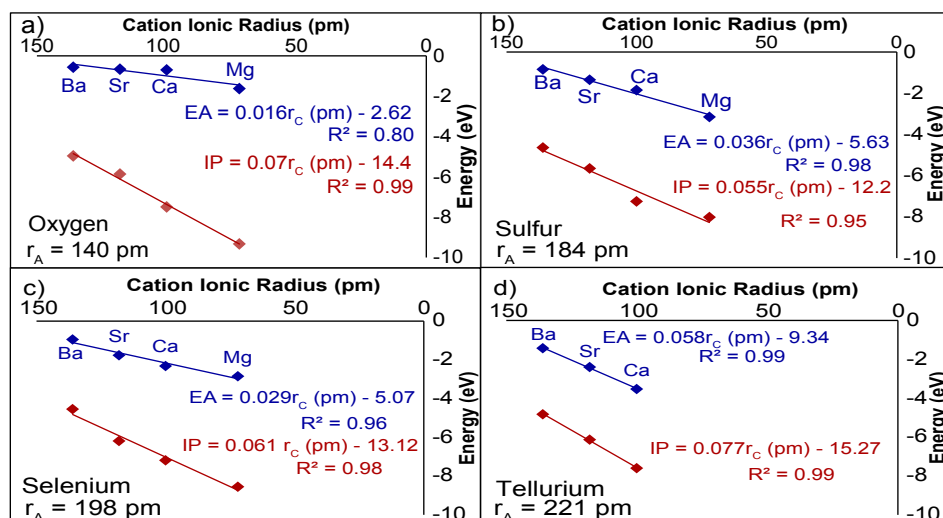 a)
Cation Ionic Radius (pm)
150 100 50 0
0
-2
-4
-6
-8
-10
Energy (eV)
Ba Sr Ca Mg
EA = 0.016r_C (pm) - 2.62
R² = 0.80
IP = 0.07r_C (pm) - 14.4
R² = 0.99
Oxygen
r_A = 140 pm
b)
Cation Ionic Radius (pm)
150 100 50 0
0
-2
-4
-6
-8
-10
Energy (eV)
Ba Sr Ca Mg
EA = 0.036r_C (pm) - 5.63
R² = 0.98
IP = 0.055r_C (pm) - 12.2
R² = 0.95
Sulfur
r_A = 184 pm
c)
Cation Ionic Radius (pm)
150 100 50 0
0
-2
-4
-6
-8
-10
Energy (eV)
Ba Sr Ca Mg
EA = 0.029r_C (pm) - 5.07
R² = 0.96
IP = 0.061 r_C (pm) - 13.12
R² = 0.98
Selenium
r_A = 198 pm
d)
Cation Ionic Radius (pm)
150 100 50 0
0
-2
-4
-6
-8
-10
Energy (eV)
Ba Sr Ca
EA = 0.058r_C (pm) - 9.34
R² = 0.99
IP = 0.077r_C (pm) - 15.27
R² = 0.99
Tellurium
r_A = 221 pm